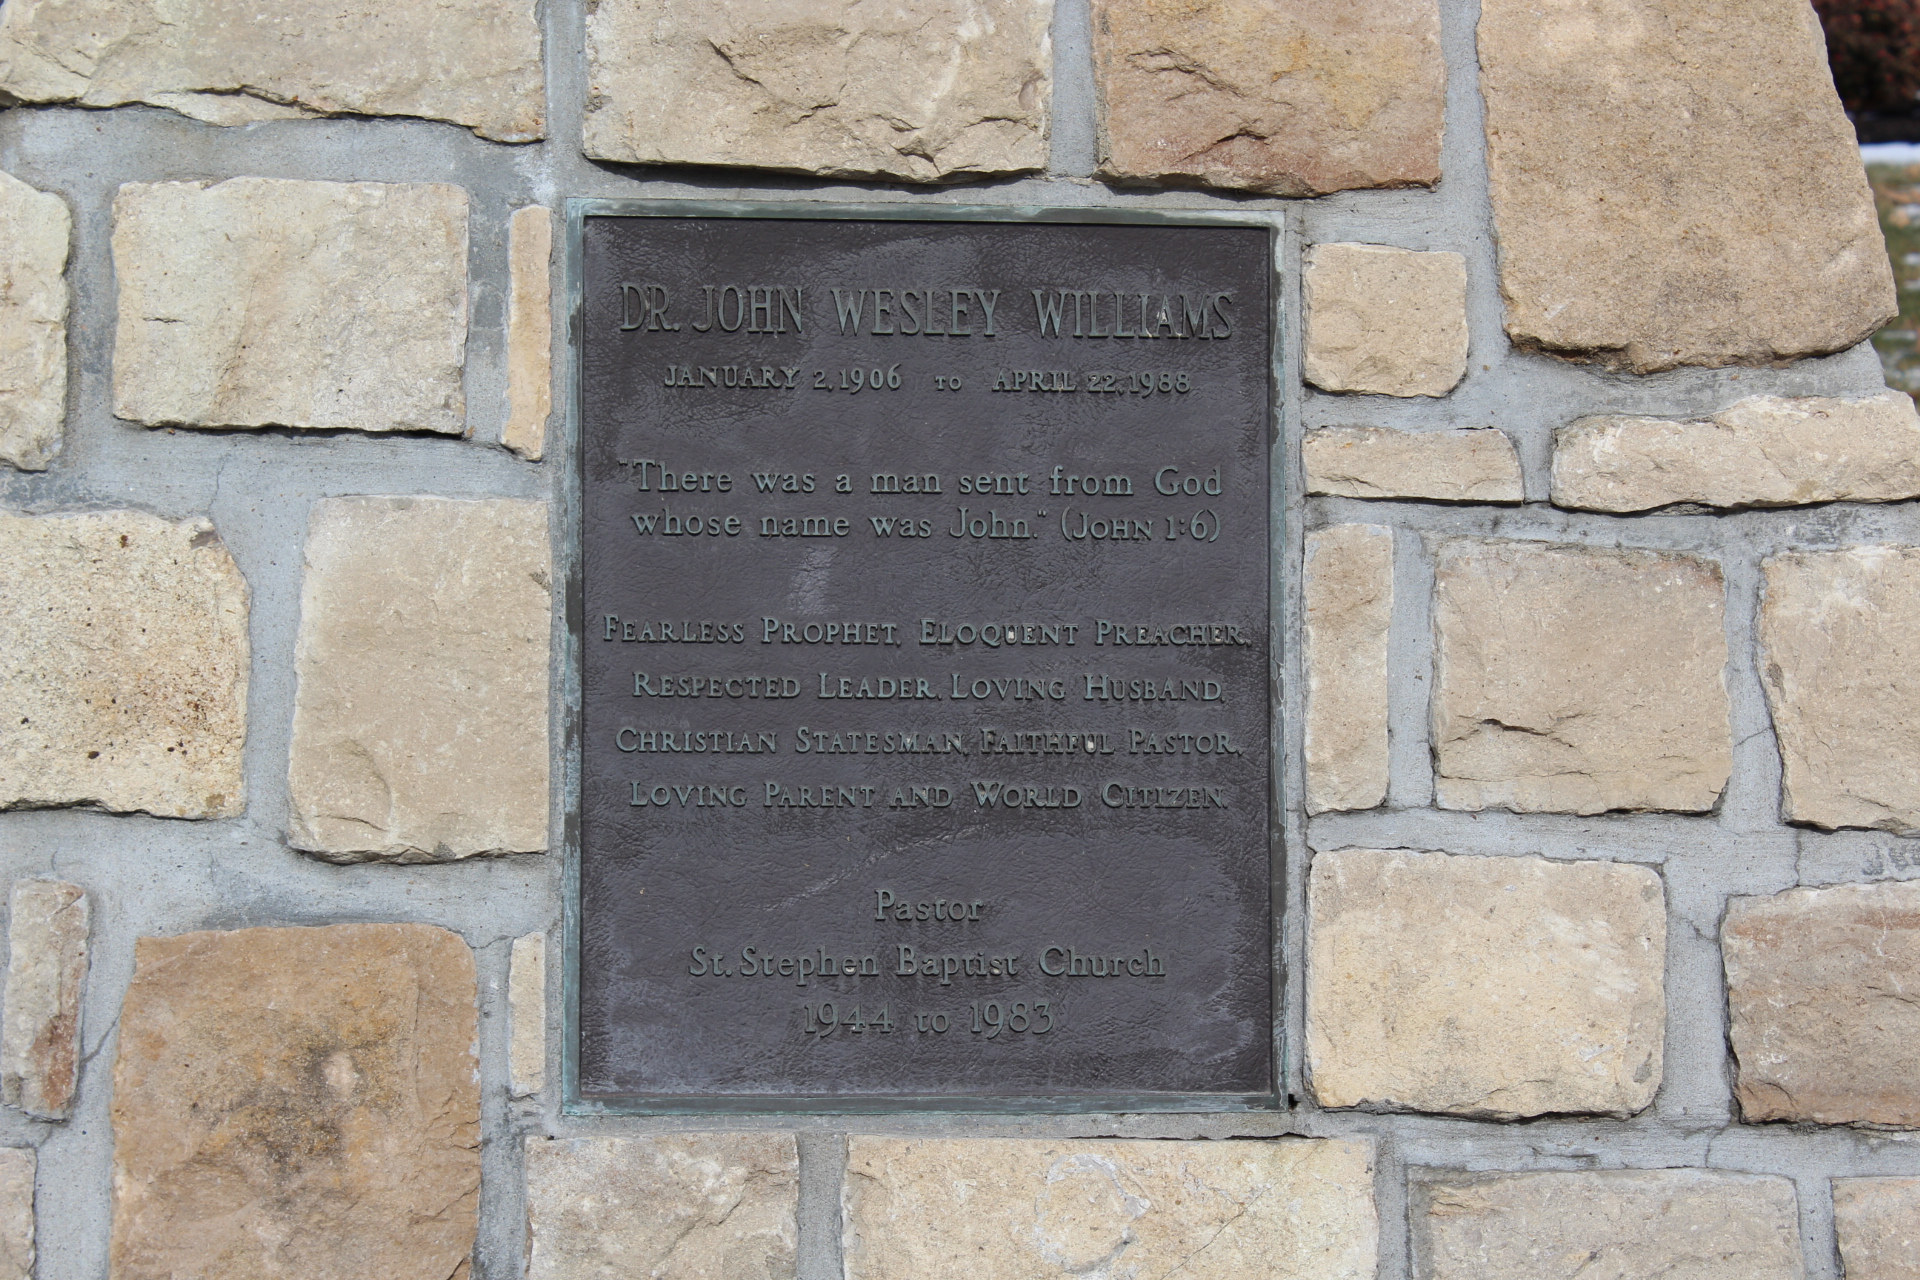 DR. JOHN WESLEY WILLIAMS
JANUARY 2, 1906 TO APRIL 22, 1988
"There was a man sent from God
whose name was John." (JOHN 1:6)
FEARLESS PROPHET, ELOQUENT PREACHER,
RESPECTED LEADER, LOVING HUSBAND,
CHRISTIAN STATESMAN, FAITHFUL PASTOR,
LOVING PARENT AND WORLD CITIZEN.
Pastor
St. Stephen Baptist Church
1944 to 1983